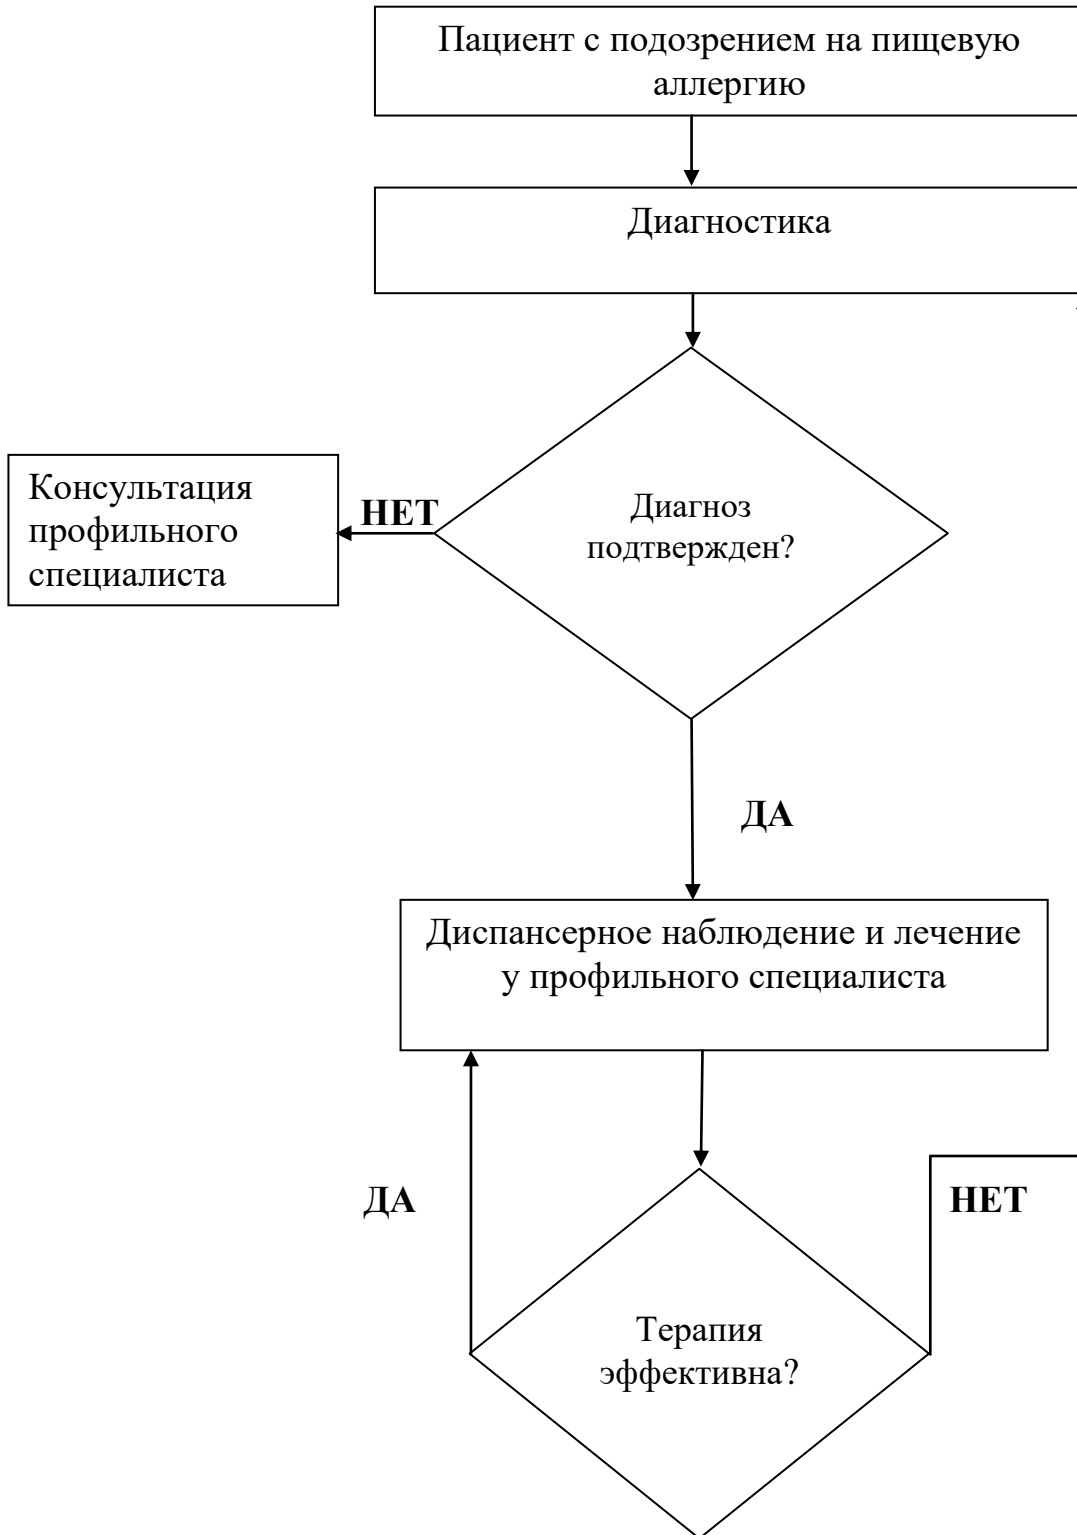 Пациент с подозрением на пищевую
аллергию
Диагностика
Консультация
профильного
специалиста
НЕТ
Диагноз
подтвержден?
ДА
Диспансерное наблюдение и лечение
у профильного специалиста
ДА
НЕТ
Терапия
эффективна?